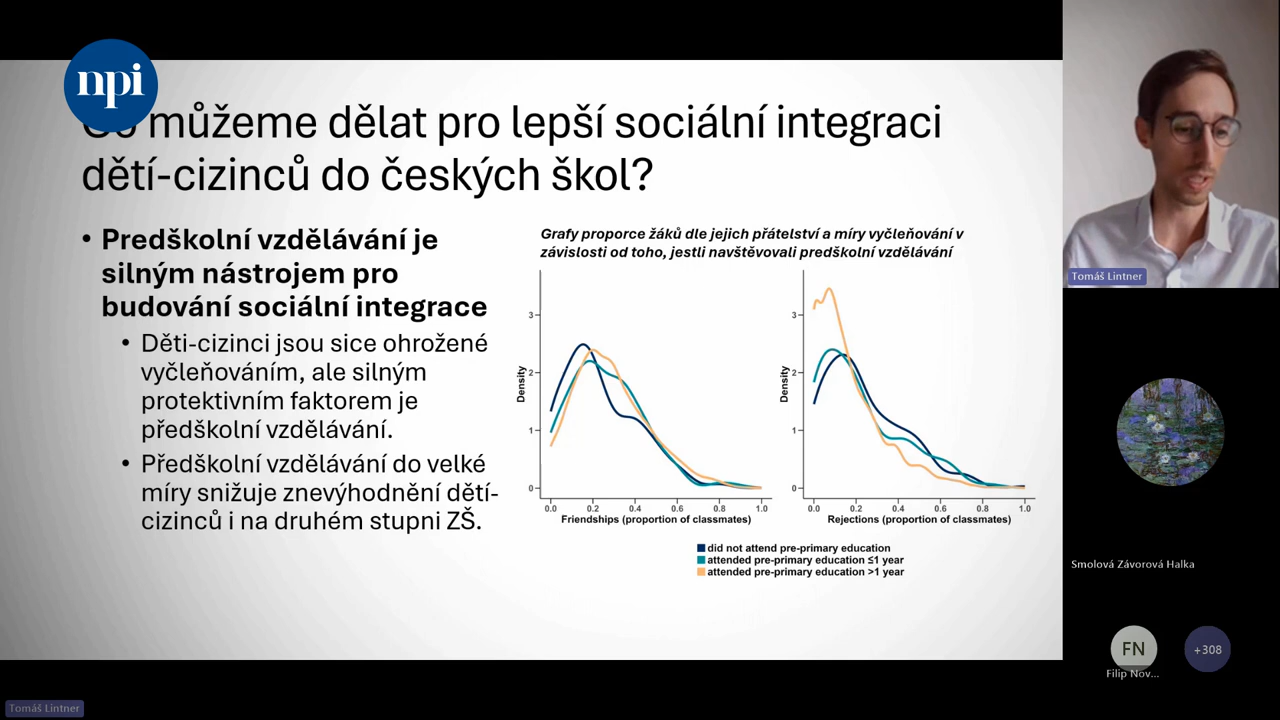 npi
můžeme dělat pro lepší sociální integraci
dětí-cizinců do českých škol?
• Predškolní vzdělávání je
silným nástrojem pro
budování sociální integrace
• Děti-cizinci jsou sice ohrožené
vyčleňováním, ale silným
protektivním faktorem je
předškolní vzdělávání.
• Předškolní vzdělávání do velké
míry snižuje znevýhodnění dětí-
cizinců i na druhém stupni ZŠ.
Grafy proporce žáků dle jejich přátelství a míry vyčleňování v
závislosti od toho, jestli navštěvovali predškolní vzdělávání
Density
3
2
1
0
0.0 0.2 0.4 0.6 0.8 1.0
Friendships (proportion of classmates)
Density
3
2
1
0
0.0 0.2 0.4 0.6 0.8 1.0
Rejections (proportion of classmates)
did not attend pre-primary education
attended pre-primary education ≤1 year
attended pre-primary education >1 year
Tomáš Lintner
Smolová Závorová Halka
FN
Filip Nov...
+308
Tomáš Lintner